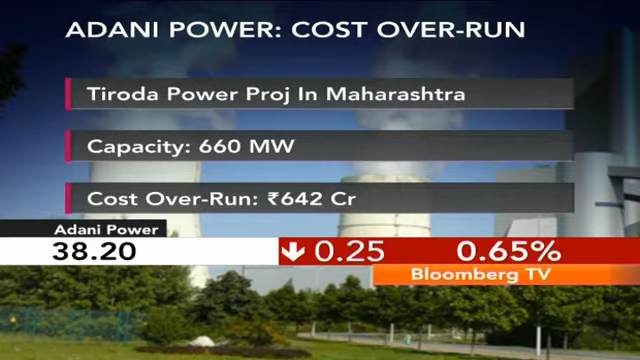 ADANI POWER: COST OVER-RUN
Tiroda Power Proj In Maharashtra
Capacity: 660 MW
Cost Over-Run: ₹642 Cr
Adani Power
38.20 0.25 0.65%
Bloomberg TV